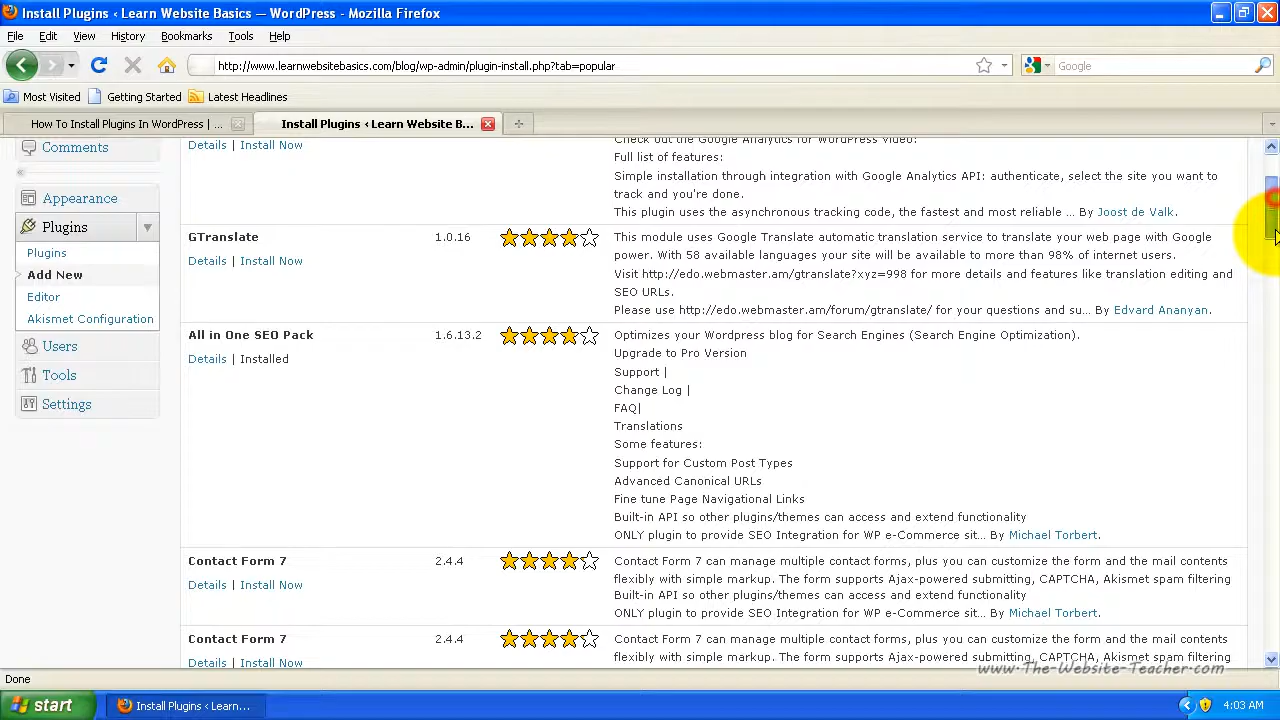 Install Plugins ‹ Learn Website Basics — WordPress - Mozilla Firefox
File Edit View History Bookmarks Tools Help
http://www.learnwebsitebasics.com/blog/wp-admin/plugin-install.php?tab=popular
Google
Most Visited Getting Started Latest Headlines
How To Install Plugins In WordPress | ...
Install Plugins ‹ Learn Website B...
Comments
Appearance
Plugins
Plugins
Add New
Editor
Akismet Configuration
Users
Tools
Settings
Details | Install Now
Check out the Google Analytics for WordPress video:
Full list of features:
Simple installation through integration with Google Analytics API: authenticate, select the site you want to
track and you're done.
This plugin uses the asynchronous tracking code, the fastest and most reliable ... By Joost de Valk.
GTranslate 1.0.16
Details | Install Now
This module uses Google Translate automatic translation service to translate your web page with Google
power. With 58 available languages your site will be available to more than 98% of internet users.
Visit http://edo.webmaster.am/gtranslate?xyz=998 for more details and features like translation editing and
SEO URLs.
Please use http://edo.webmaster.am/forum/gtranslate/ for your questions and su... By Edvard Ananyan.
All in One SEO Pack 1.6.13.2
Details | Installed
Optimizes your Wordpress blog for Search Engines (Search Engine Optimization).
Upgrade to Pro Version
Support |
Change Log |
FAQ|
Translations
Some features:
Support for Custom Post Types
Advanced Canonical URLs
Fine tune Page Navigational Links
Built-in API so other plugins/themes can access and extend functionality
ONLY plugin to provide SEO Integration for WP e-Commerce sit... By Michael Torbert.
Contact Form 7 2.4.4
Details | Install Now
Contact Form 7 can manage multiple contact forms, plus you can customize the form and the mail contents
flexibly with simple markup. The form supports Ajax-powered submitting, CAPTCHA, Akismet spam filtering
Built-in API so other plugins/themes can access and extend functionality
ONLY plugin to provide SEO Integration for WP e-Commerce sit... By Michael Torbert.
Contact Form 7 2.4.4
Details | Install Now
Contact Form 7 can manage multiple contact forms, plus you can customize the form and the mail contents
flexibly with simple markup. The form supports Ajax-powered submitting, CAPTCHA, Akismet spam filtering
www.The-Website-Teacher.com
Done
start
Install Plugins ‹ Learn...
4:03 AM